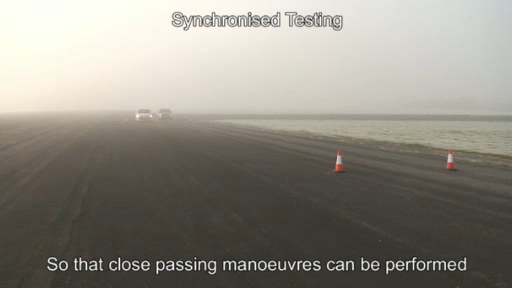 Synchronised Testing
So that close passing manoeuvres can be performed